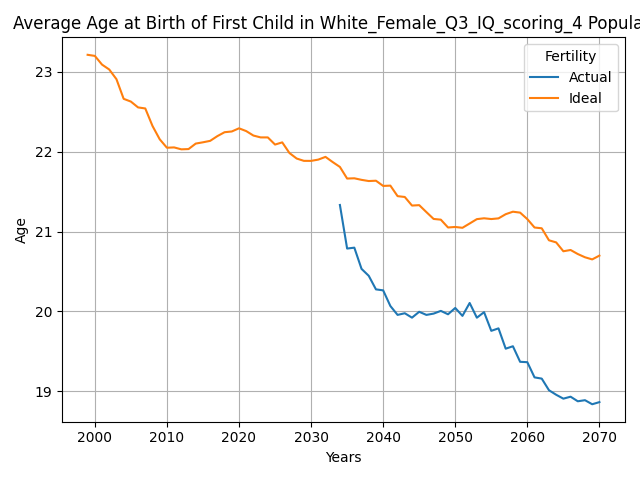 Average Age at Birth of First Child in White_Female_Q3_IQ_scoring_4 Popula
Fertility
Actual
Ideal
23
22
21
20
19
Age
2000 2010 2020 2030 2040 2050 2060 2070
Years